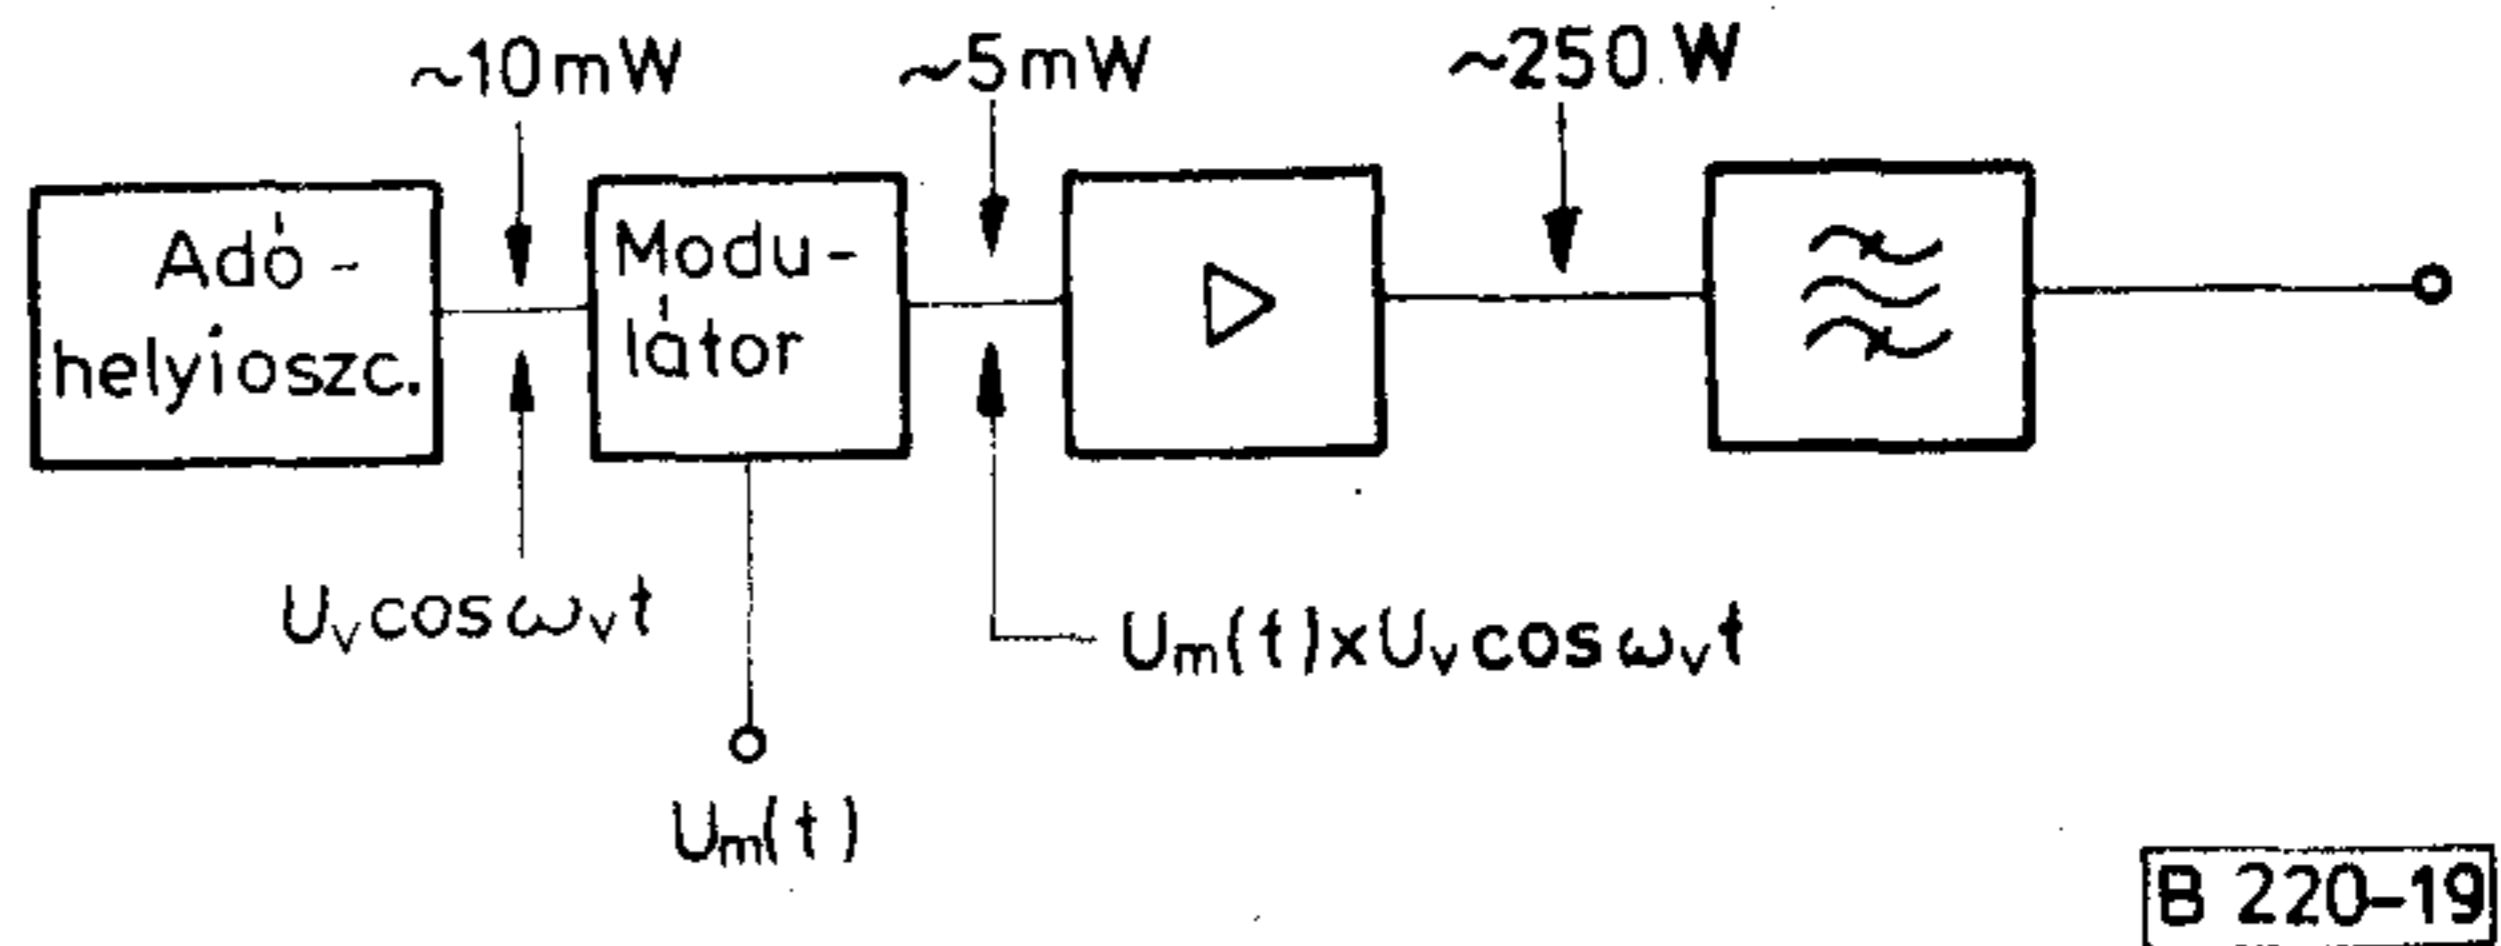 ~10mW
~5mW
~250 W
Adó-
helyioszc.
Modu-
látor
Uvcosωvt
Um(t)xUvcosωvt
Um(t)
B 220-19